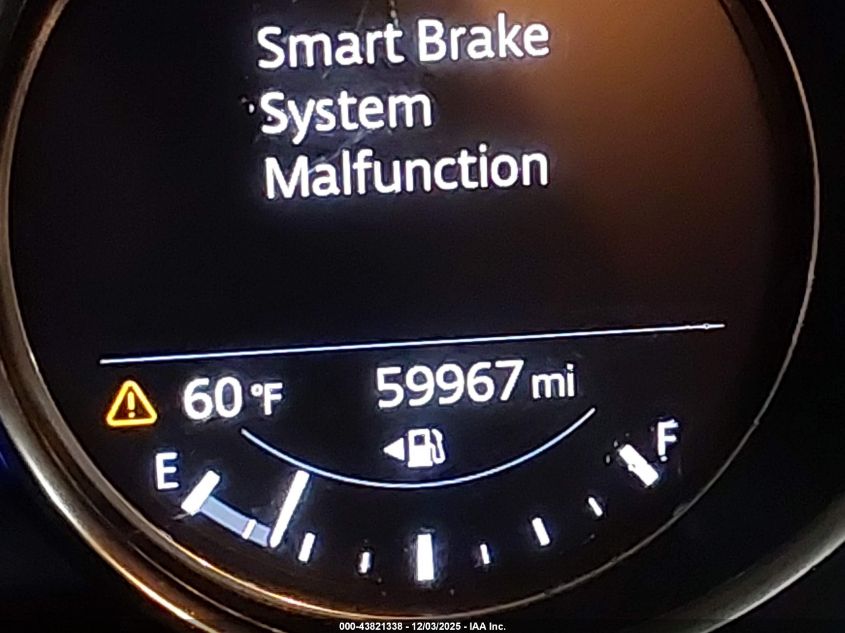 Smart Brake
System
Malfunction
60 °F 59967 mi
E F
000-43821338 - 12/03/2025 - IAA Inc.